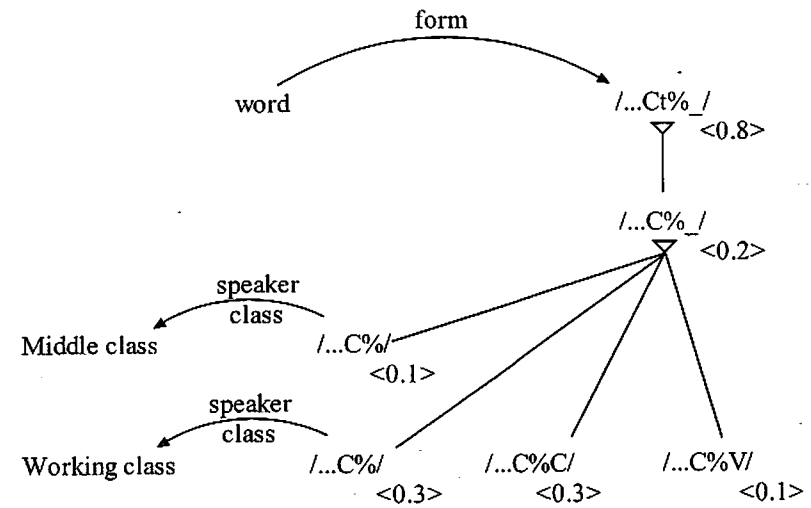 form
word
/...Ct%_/
<0.8>
/...C%_/
<0.2>
speaker
class
Middle class
/...C%/
<0.1>
speaker
class
Working class
/...C%/
/...C%C/
/...C%V/
<0.3>
<0.3>
<0.1>